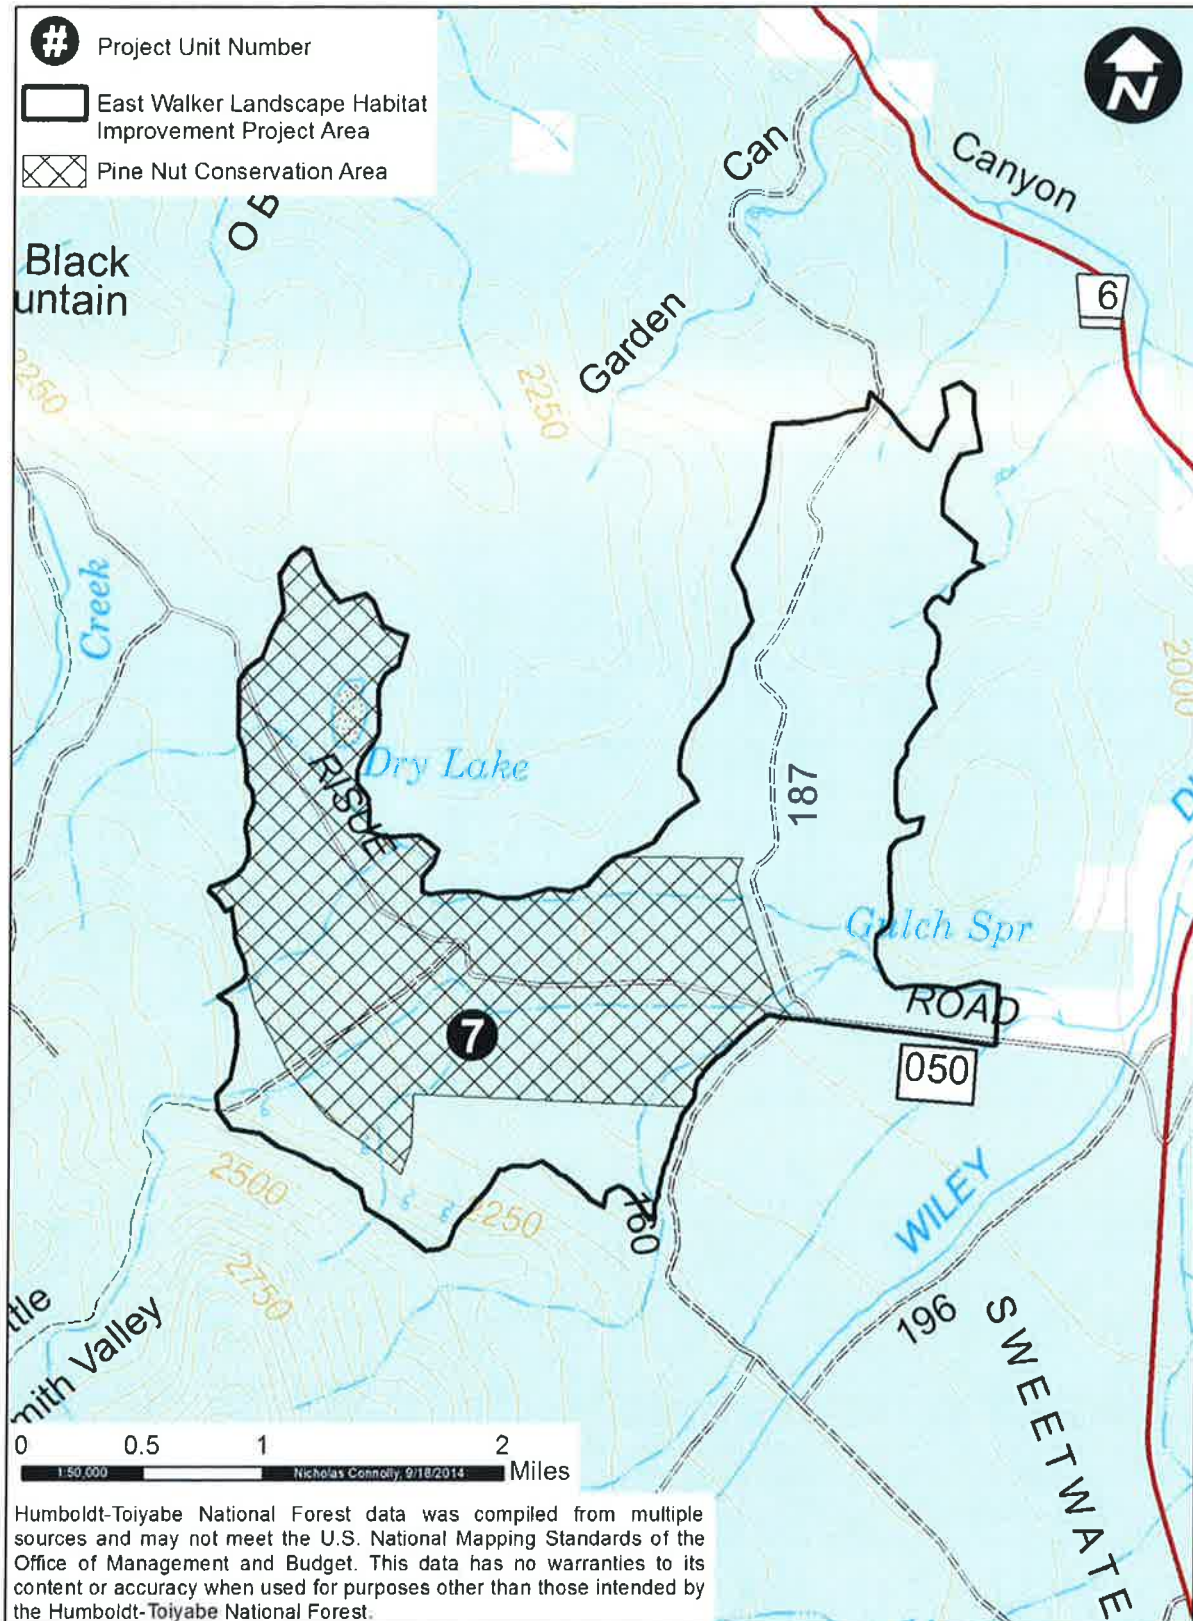 # Project Unit Number
East Walker Landscape Habitat
Improvement Project Area
Pine Nut Conservation Area
N
Can
Canyon
O B
Black
untain
6
Garden
2250
2250
Creek
2000
Dry Lake
RISUE
187
D
Gulch Spr
ROAD
7
050
2500
2250
160
WILEY
2750
ttle
mith Valley
196
SWEETWATE
0 0.5 1 2
Miles
1:50,000
Nicholas Connolly, 9/18/2014
Humboldt-Toiyabe National Forest data was compiled from multiple
sources and may not meet the U.S. National Mapping Standards of the
Office of Management and Budget. This data has no warranties to its
content or accuracy when used for purposes other than those intended by
the Humboldt-Toiyabe National Forest.